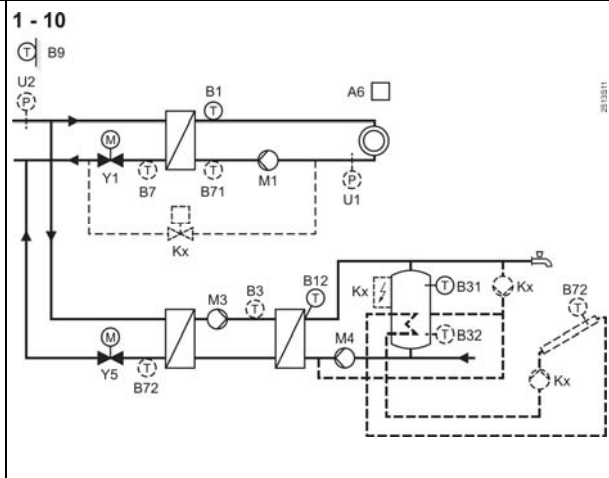 1 - 10
T B9
U2
P
B1
T
A6
M
Y1
T
B7
T
B71
M1
P
U1
Kx
2513S11
M3
B3
T
B12
T
Kx
T B31
T B32
Kx
B72
T
M
Y5
T
B72
M4
Kx